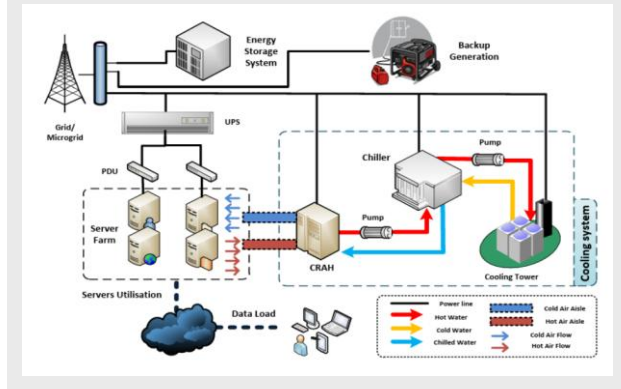 Energy
Storage
System
Backup
Generation
Grid/
Microgrid
UPS
PDU
Pump
Chiller
Server
Farm
Pump
CRAH
Cooling Tower
Cooling system
Servers Utilisation
Data Load
Power line
Hot Water
Cold Water
Chilled Water
Cold Air Aisle
Hot Air Aisle
Cold Air Flow
Hot Air Flow